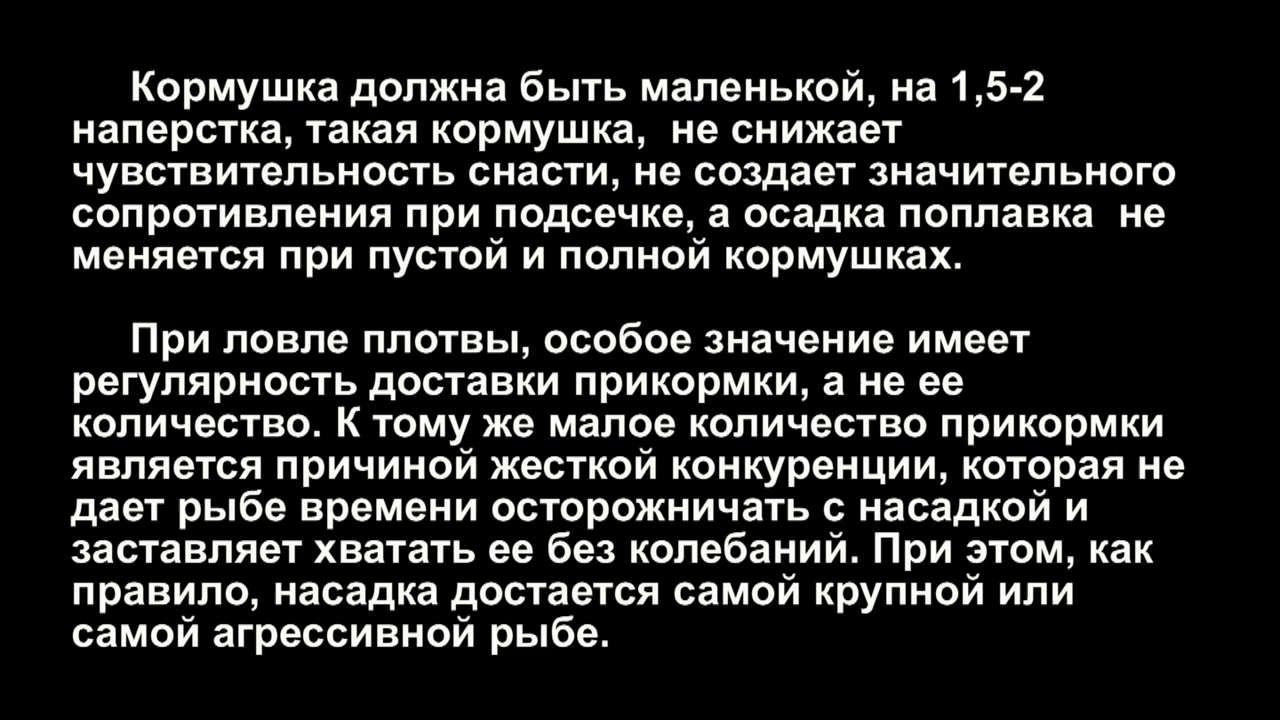 Кормушка должна быть маленькой, на 1,5-2
наперстка, такая кормушка,  не снижает
чувствительность снасти, не создает значительного
сопротивления при подсечке, а осадка поплавка  не
меняется при пустой и полной кормушках.
При ловле плотвы, особое значение имеет
регулярность доставки прикормки, а не ее
количество. К тому же малое количество прикормки
является причиной жесткой конкуренции, которая не
дает рыбе времени осторожничать с насадкой и
заставляет хватать ее без колебаний. При этом, как
правило, насадка достается самой крупной или
самой агрессивной рыбе.